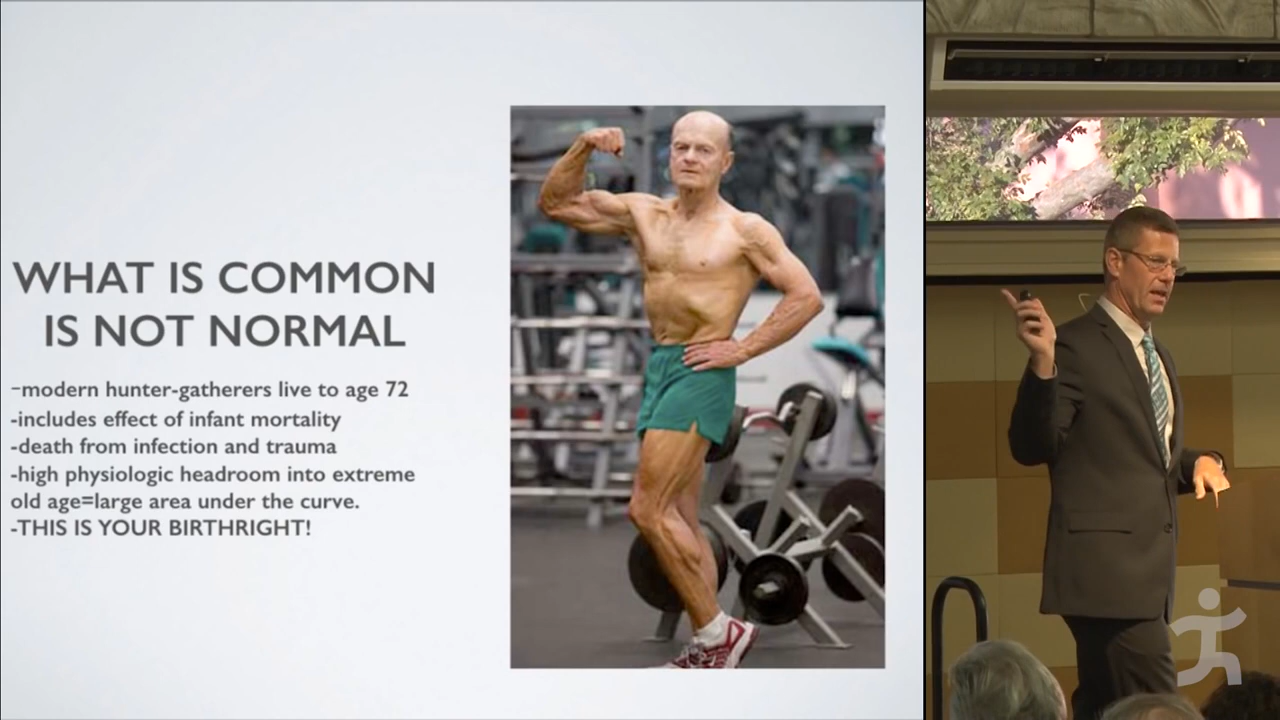 WHAT IS COMMON
IS NOT NORMAL
-modern hunter-gatherers live to age 72
-includes effect of infant mortality
-death from infection and trauma
-high physiologic headroom into extreme
old age=large area under the curve.
-THIS IS YOUR BIRTHRIGHT!